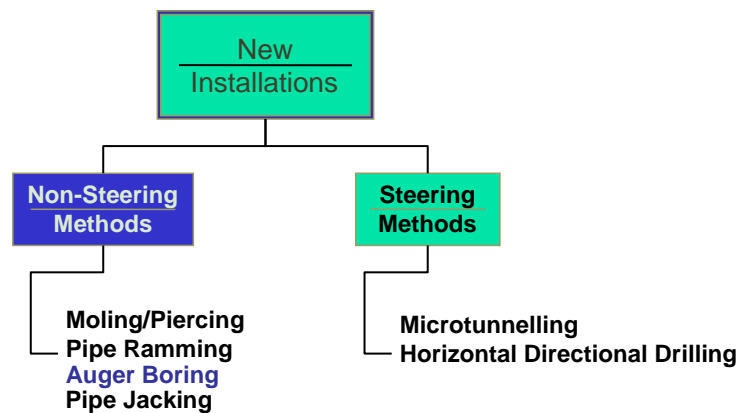 New
Installations
Non-Steering
Methods
Steering
Methods
Moling/Piercing
Pipe Ramming
Auger Boring
Pipe Jacking
Microtunnelling
Horizontal Directional Drilling